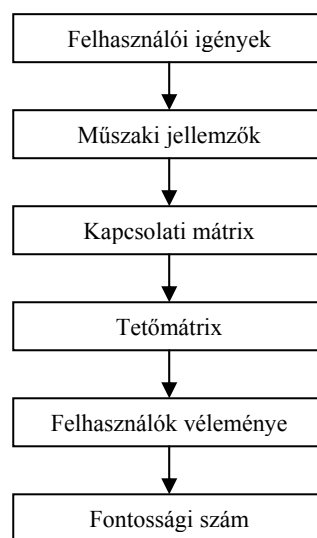 Felhasználói igények
Műszaki jellemzők
Kapcsolati mátrix
Tetőmátrix
Felhasználók véleménye
Fontossági szám